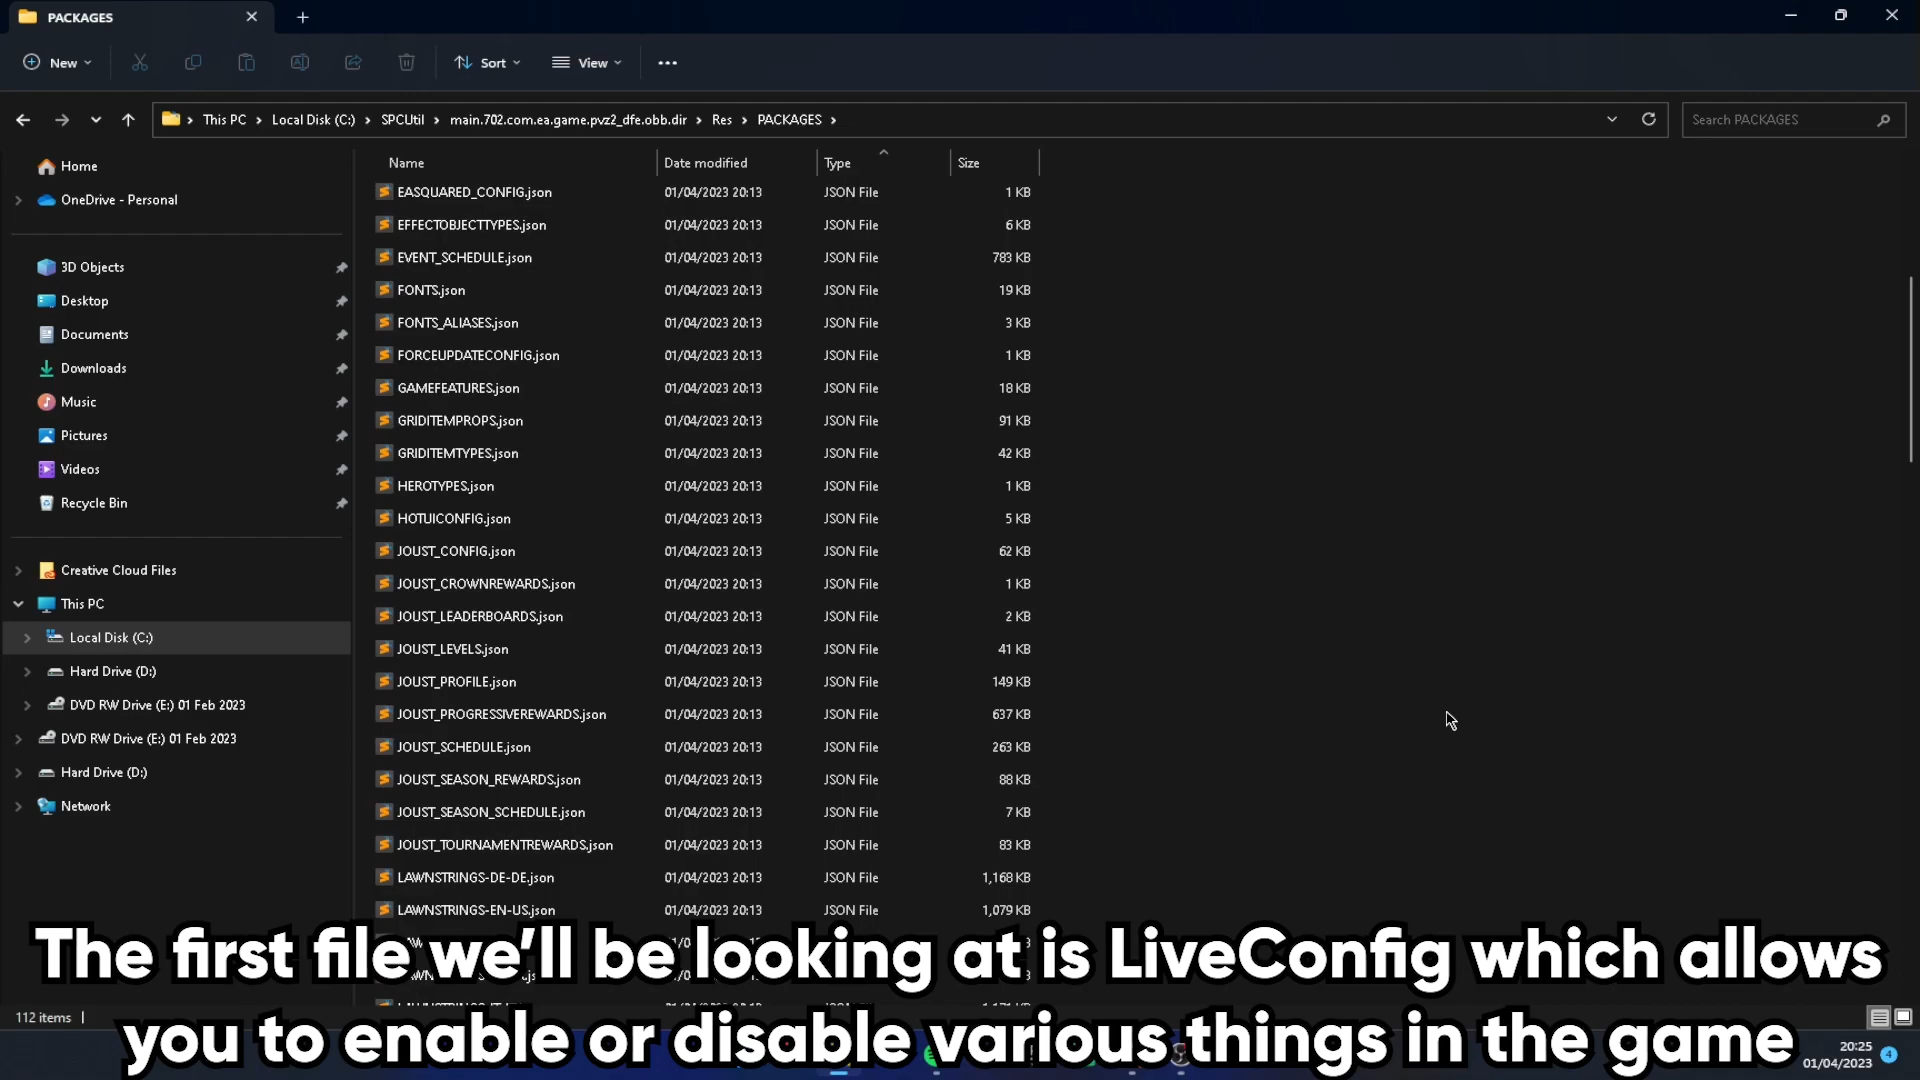 PACKAGES
New
Sort
View
This PC > Local Disk (C:) > SPCUtil > main.702.com.ea.game.pvz2_dfe.obb.dir > Res > PACKAGES >
Search PACKAGES
Name Date modified Type Size
Home
OneDrive - Personal
3D Objects
Desktop
Documents
Downloads
Music
Pictures
Videos
Recycle Bin
Creative Cloud Files
This PC
Local Disk (C:)
Hard Drive (D:)
DVD RW Drive (E:) 01 Feb 2023
DVD RW Drive (E:) 01 Feb 2023
Hard Drive (D:)
Network
EASQUARED_CONFIG.json 01/04/2023 20:13 JSON File 1 KB
EFFECTOBJECTTYPES.json 01/04/2023 20:13 JSON File 6 KB
EVENT_SCHEDULE.json 01/04/2023 20:13 JSON File 783 KB
FONTS.json 01/04/2023 20:13 JSON File 19 KB
FONTS_ALIASES.json 01/04/2023 20:13 JSON File 3 KB
FORCEUPDATECONFIG.json 01/04/2023 20:13 JSON File 1 KB
GAMEFEATURES.json 01/04/2023 20:13 JSON File 18 KB
GRIDITEMPROPS.json 01/04/2023 20:13 JSON File 91 KB
GRIDITEMTYPES.json 01/04/2023 20:13 JSON File 42 KB
HEROTYPES.json 01/04/2023 20:13 JSON File 1 KB
HOTUICONFIG.json 01/04/2023 20:13 JSON File 5 KB
JOUST_CONFIG.json 01/04/2023 20:13 JSON File 62 KB
JOUST_CROWNREWARDS.json 01/04/2023 20:13 JSON File 1 KB
JOUST_LEADERBOARDS.json 01/04/2023 20:13 JSON File 2 KB
JOUST_LEVELS.json 01/04/2023 20:13 JSON File 41 KB
JOUST_PROFILE.json 01/04/2023 20:13 JSON File 149 KB
JOUST_PROGRESSIVEREWARDS.json 01/04/2023 20:13 JSON File 637 KB
JOUST_SCHEDULE.json 01/04/2023 20:13 JSON File 263 KB
JOUST_SEASON_REWARDS.json 01/04/2023 20:13 JSON File 88 KB
JOUST_SEASON_SCHEDULE.json 01/04/2023 20:13 JSON File 7 KB
JOUST_TOURNAMENTREWARDS.json 01/04/2023 20:13 JSON File 83 KB
LAWNSTRINGS-DE-DE.json 01/04/2023 20:13 JSON File 1,168 KB
LAWNSTRINGS-EN-US.json 01/04/2023 20:13 JSON File 1,079 KB
The first file we'll be looking at is LiveConfig which allows
you to enable or disable various things in the game
112 items
20:25
01/04/2023
4